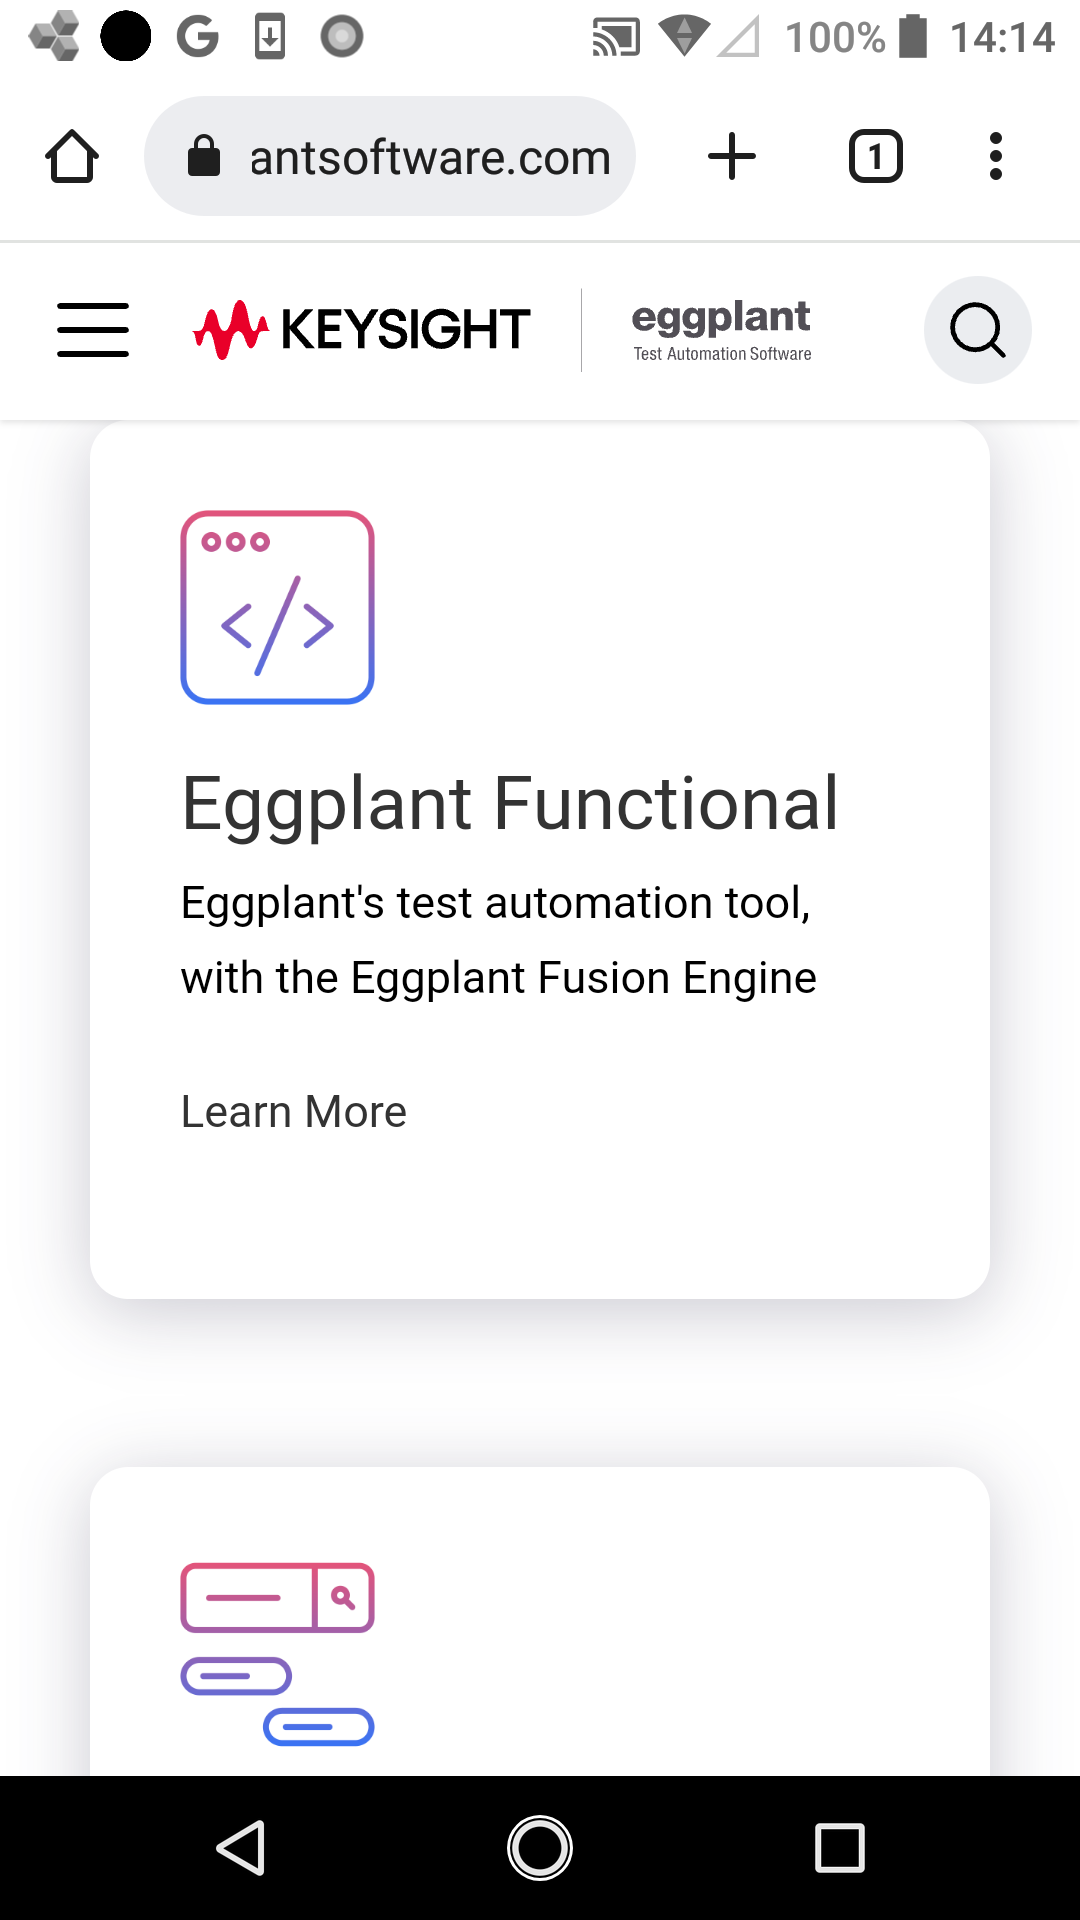 100% 14:14
antsoftware.com
1
KEYSIGHT
eggplant
Test Automation Software
</>
Eggplant Functional
Eggplant's test automation tool,
with the Eggplant Fusion Engine
Learn More